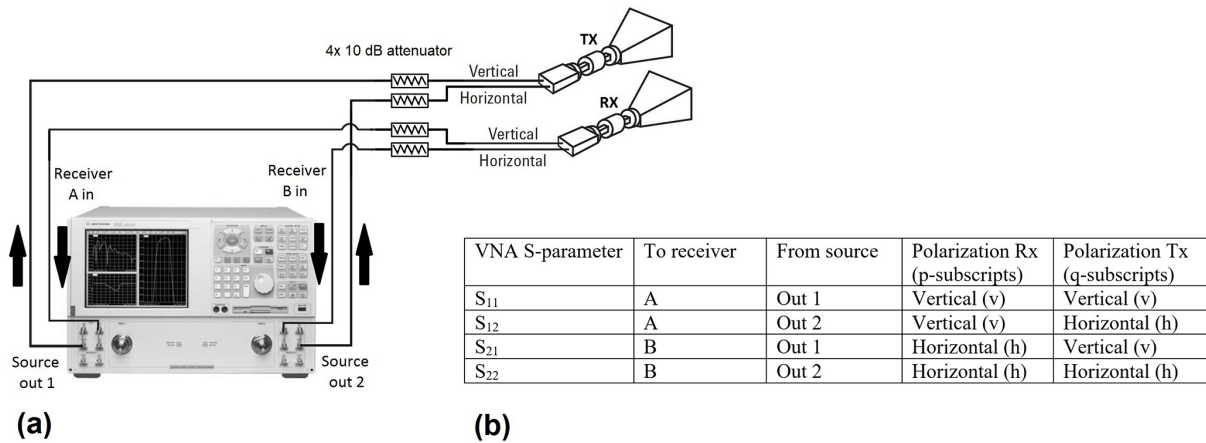 4x 10 dB attenuator
TX
Vertical
Horizontal
RX
Vertical
Horizontal
Receiver
A in
Receiver
B in
Source
out 1
Source
out 2
(a)
VNA S-parameter To receiver From source Polarization Rx (p-subscripts) Polarization Tx (q-subscripts)
S₁₁ A Out 1 Vertical (v) Vertical (v)
S₁₂ A Out 2 Vertical (v) Horizontal (h)
S₂₁ B Out 1 Horizontal (h) Vertical (v)
S₂₂ B Out 2 Horizontal (h) Horizontal (h)
(b)